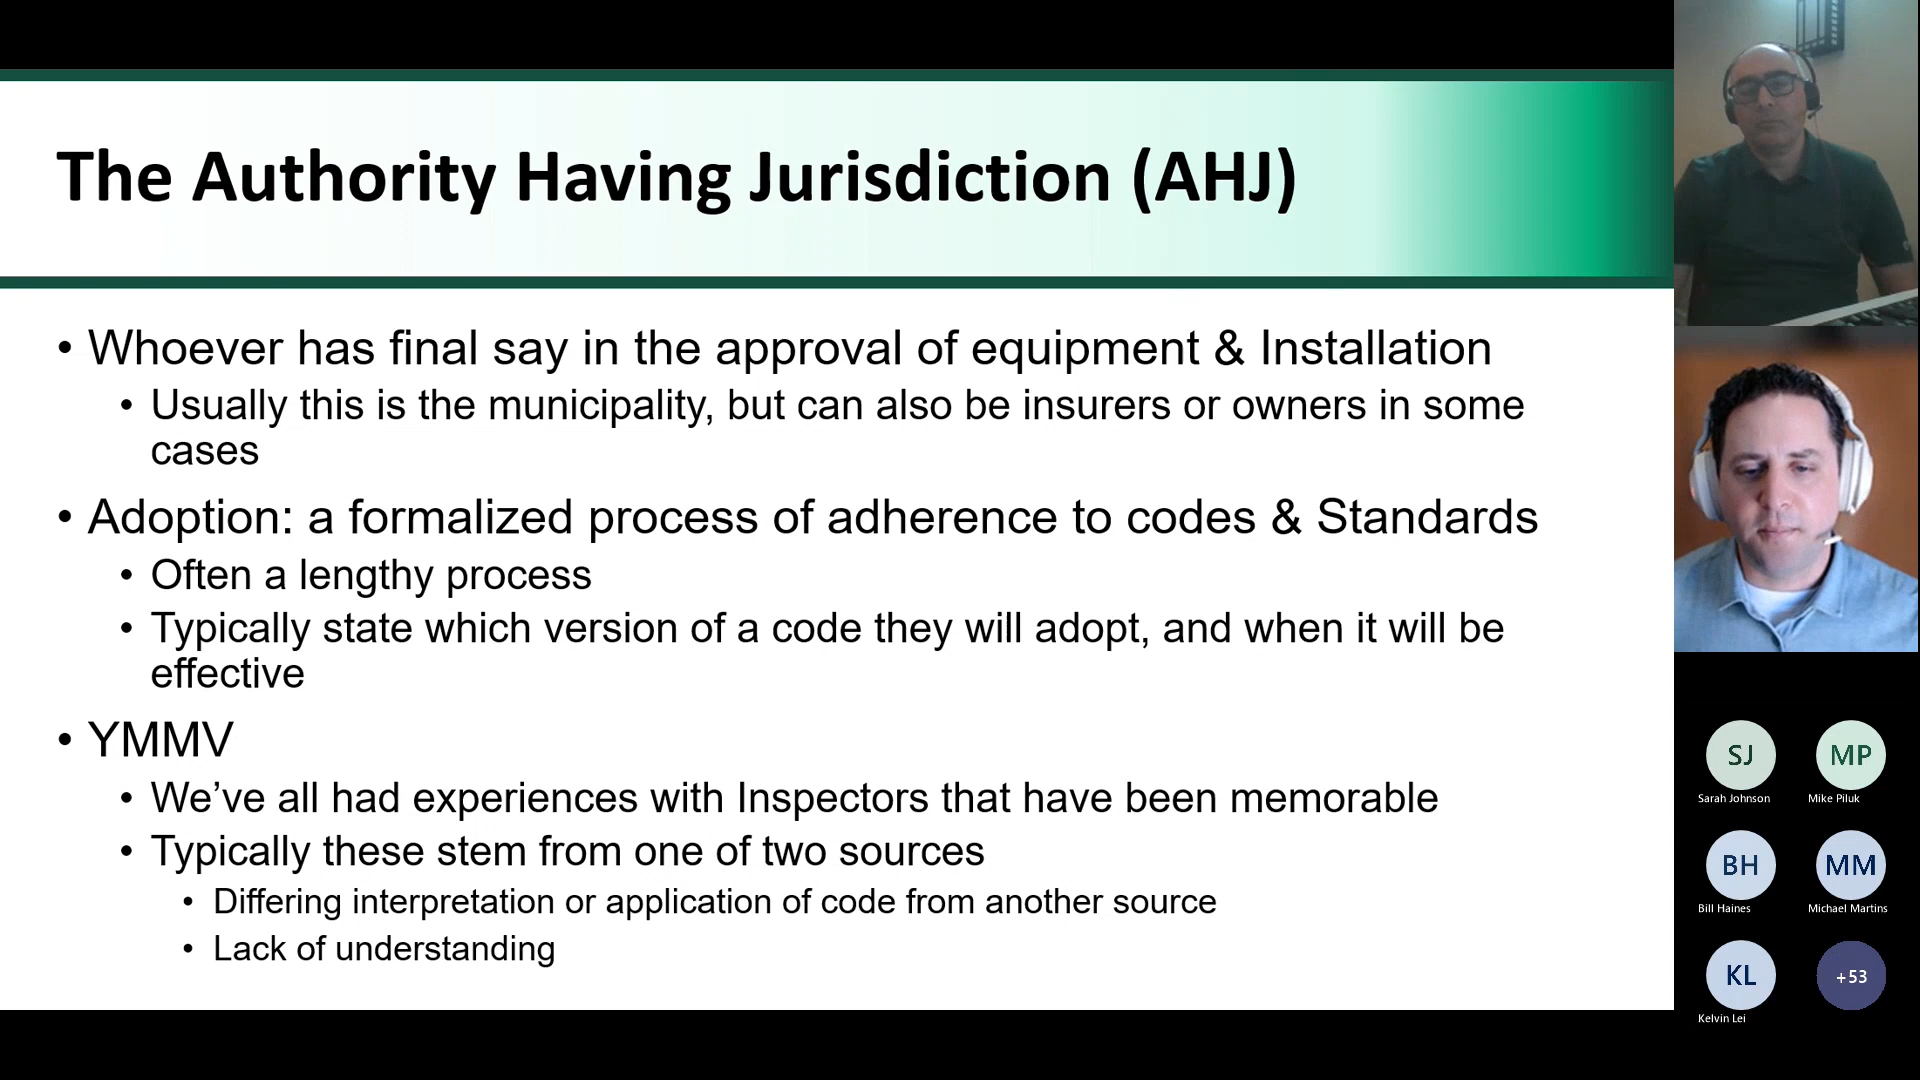 The Authority Having Jurisdiction (AHJ)
• Whoever has final say in the approval of equipment & Installation
• Usually this is the municipality, but can also be insurers or owners in some
cases
• Adoption: a formalized process of adherence to codes & Standards
• Often a lengthy process
• Typically state which version of a code they will adopt, and when it will be
effective
• YMMV
• We’ve all had experiences with Inspectors that have been memorable
• Typically these stem from one of two sources
• Differing interpretation or application of code from another source
• Lack of understanding
SJ
Sarah Johnson
MP
Mike Piluk
BH
Bill Haines
MM
Michael Martins
KL
Kelvin Lei
+53